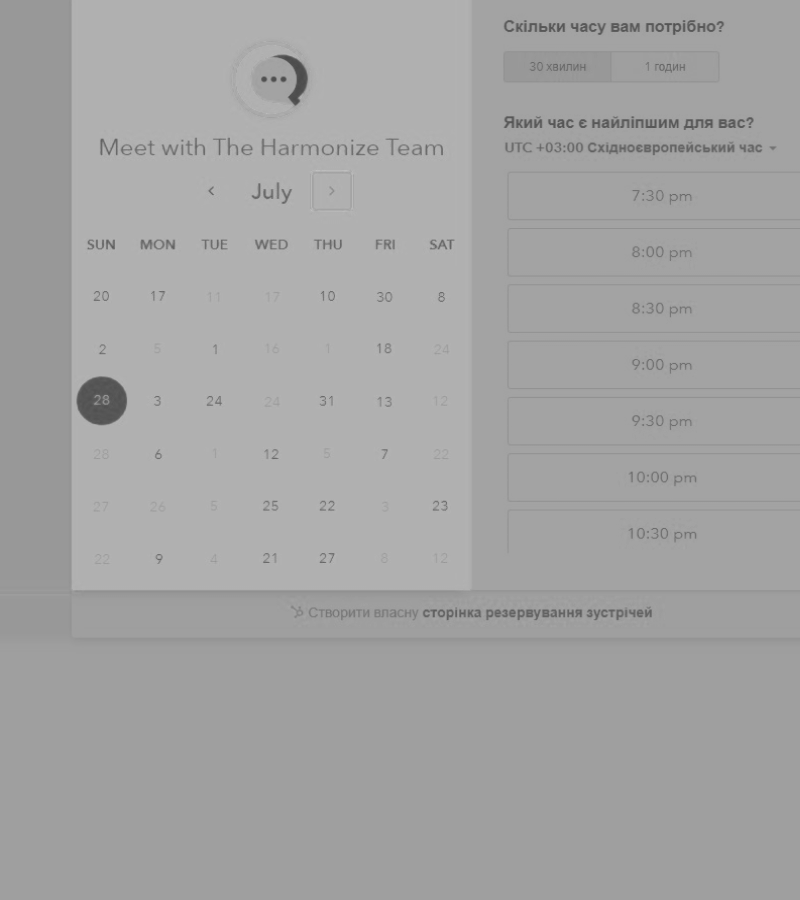 Meet with The Harmonize Team
July
SUN MON TUE WED THU FRI SAT
20 17 11 17 10 30 8
2 5 1 16 1 18 24
28 3 24 24 31 13 12
28 6 1 12 5 7 22
27 26 5 25 22 3 23
22 9 4 21 27 8 12
Скільки часу вам потрібно?
30 хвилин 1 годин
Який час є найліпшим для вас?
UTC +03:00 Східноєвропейський час
7:30 pm
8:00 pm
8:30 pm
9:00 pm
9:30 pm
10:00 pm
10:30 pm
Створити власну сторінка резервування зустрічей